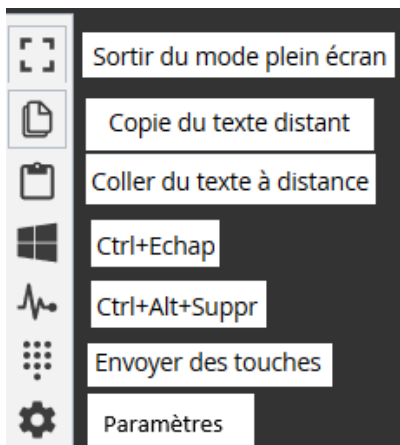 Sortir du mode plein écran
Copie du texte distant
Coller du texte à distance
Ctrl+Echap
Ctrl+Alt+Suppr
Envoyer des touches
Paramètres